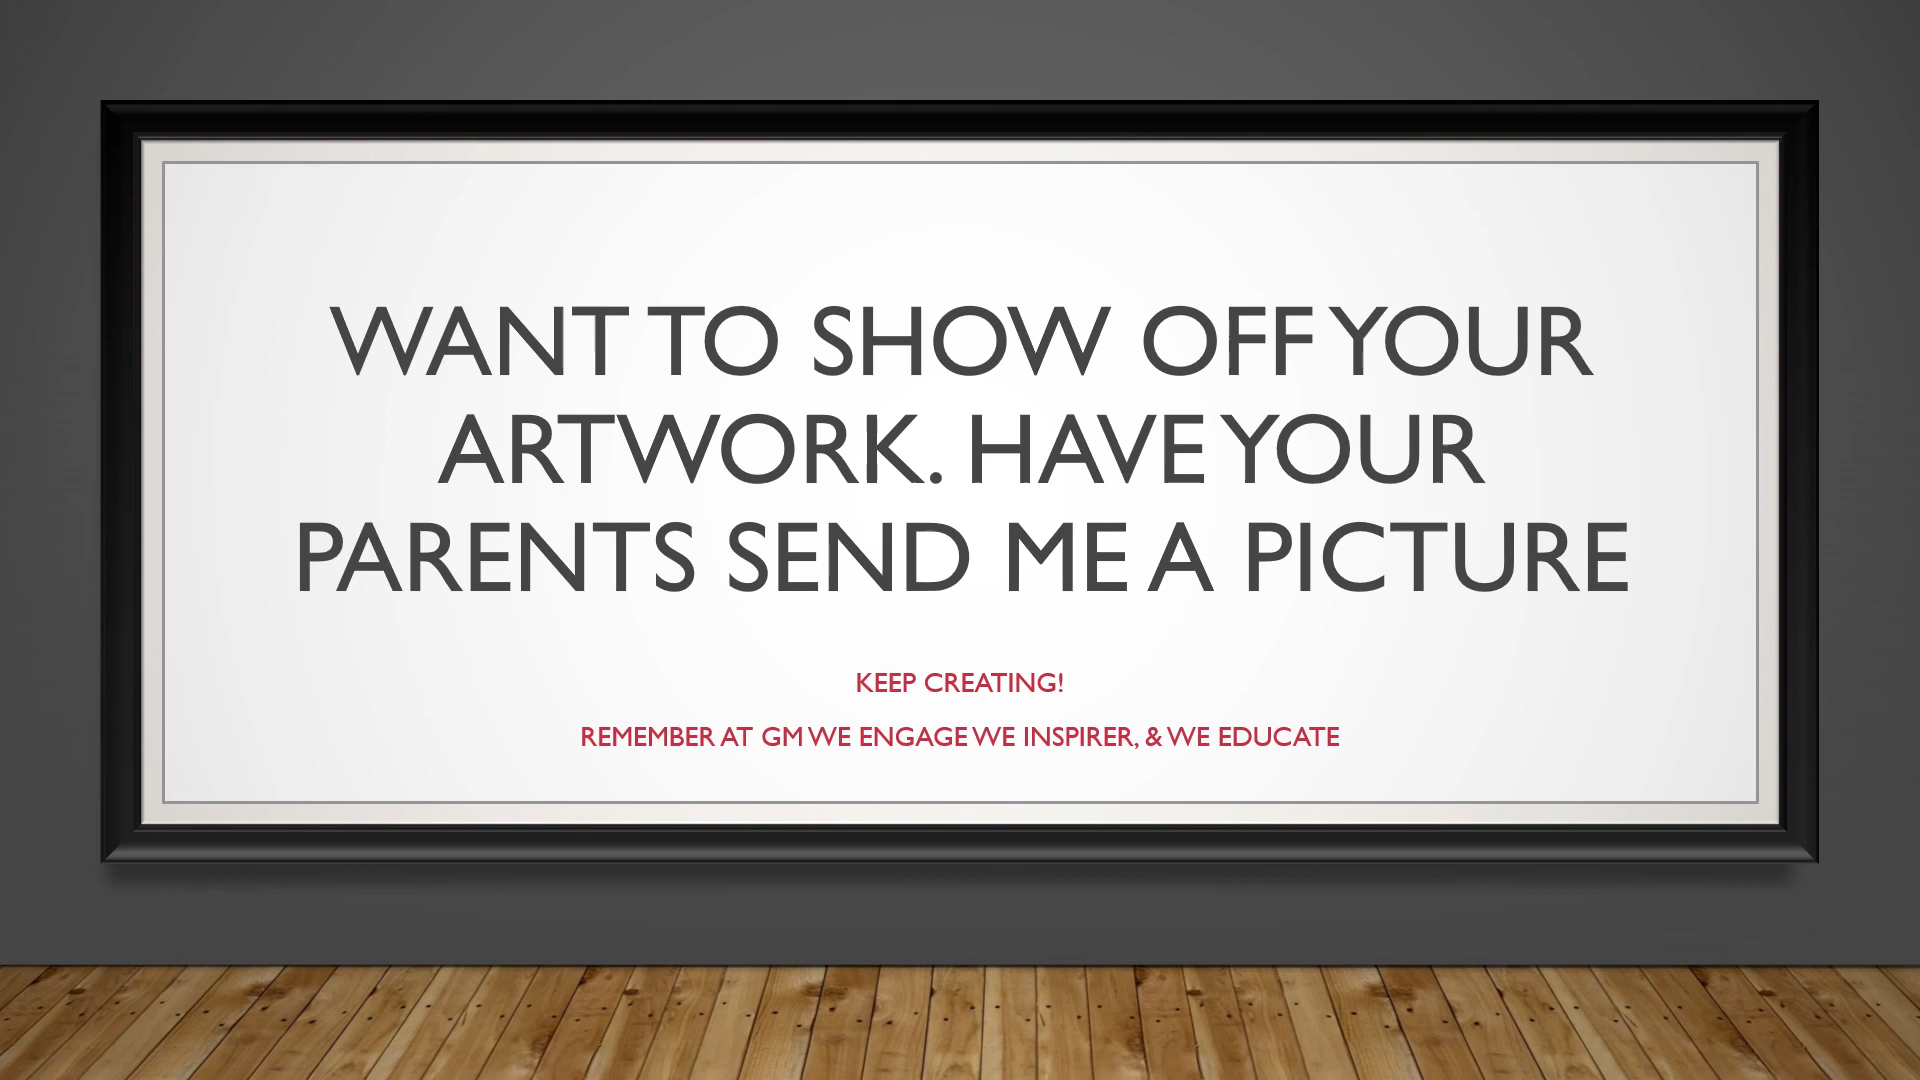 WANT TO SHOW OFF YOUR
ARTWORK. HAVE YOUR
PARENTS SEND ME A PICTURE
KEEP CREATING!
REMEMBER AT GM WE ENGAGE WE INSPIRER, & WE EDUCATE